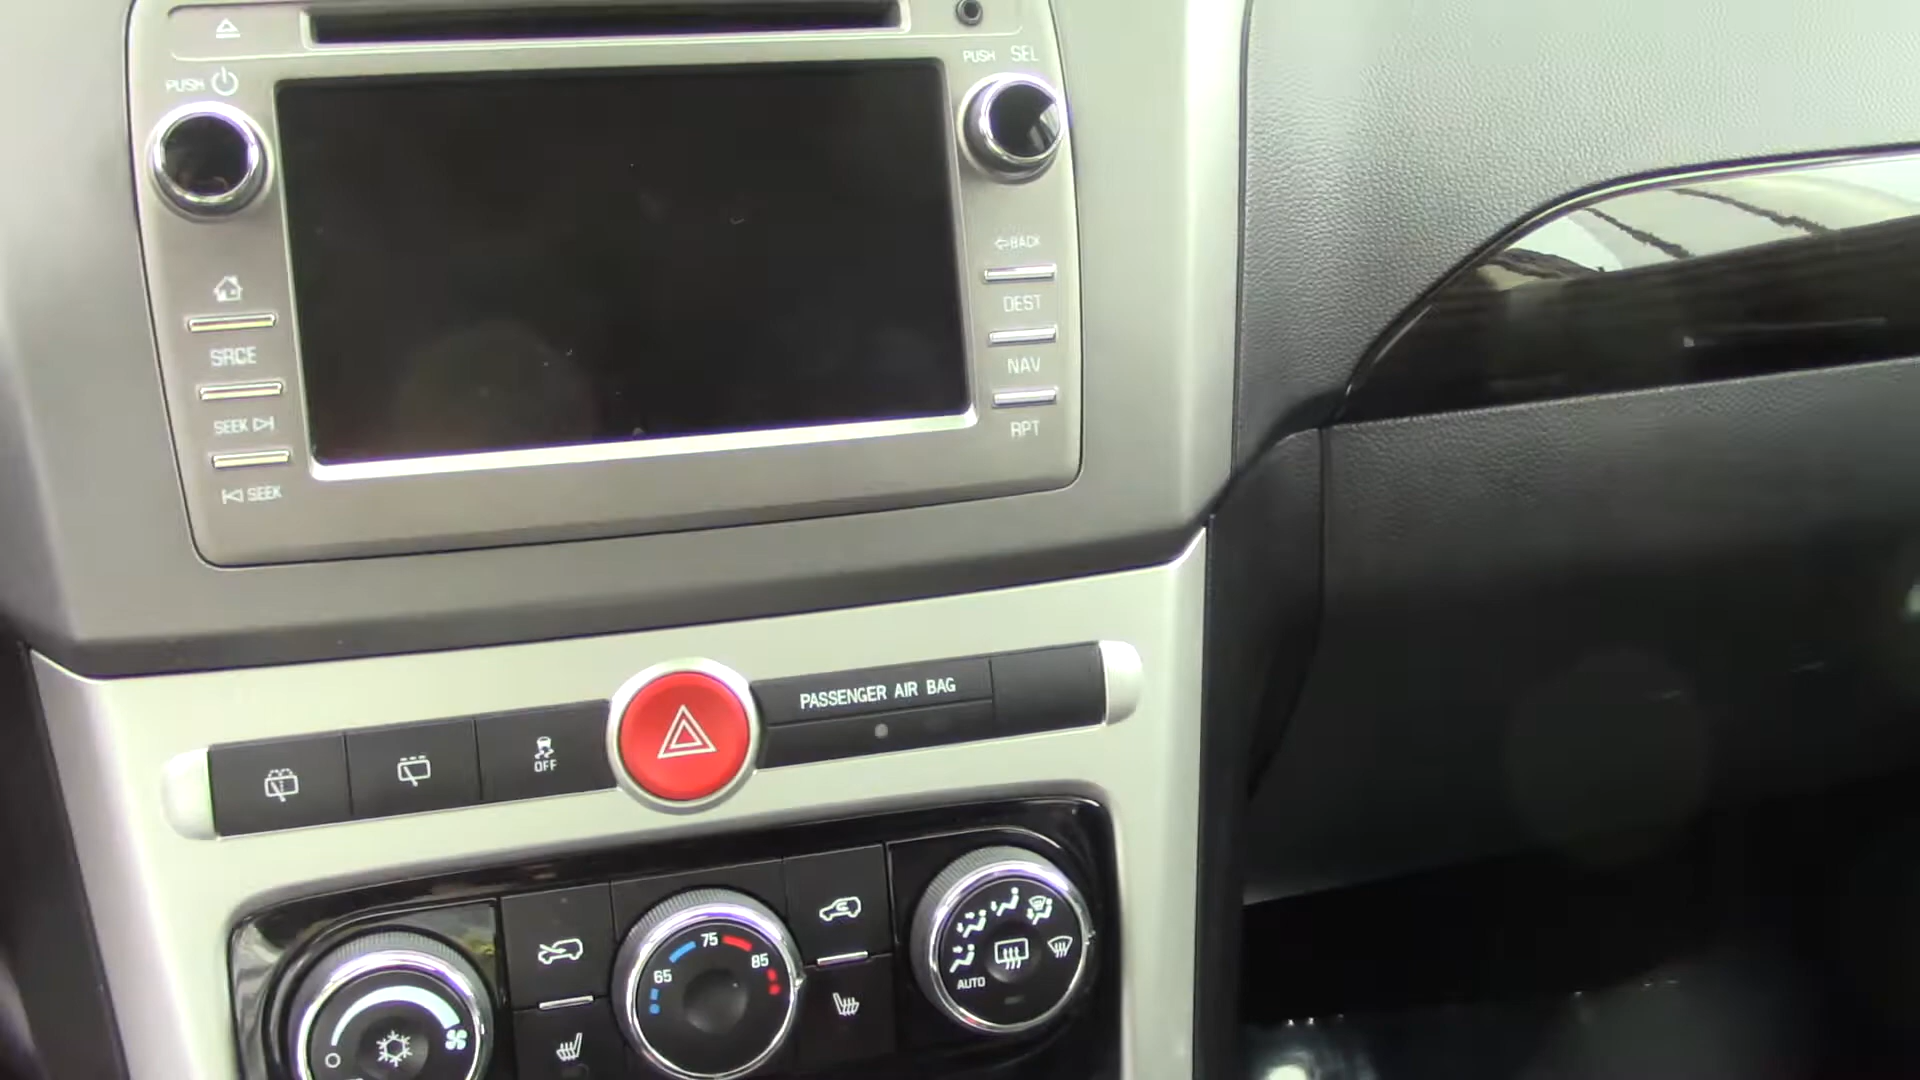 PUSH
PUSH SEL
BACK
DEST
SRCE
NAV
SEEK
RPT
SEEK
PASSENGER AIR BAG
OFF
75
65
85
AUTO